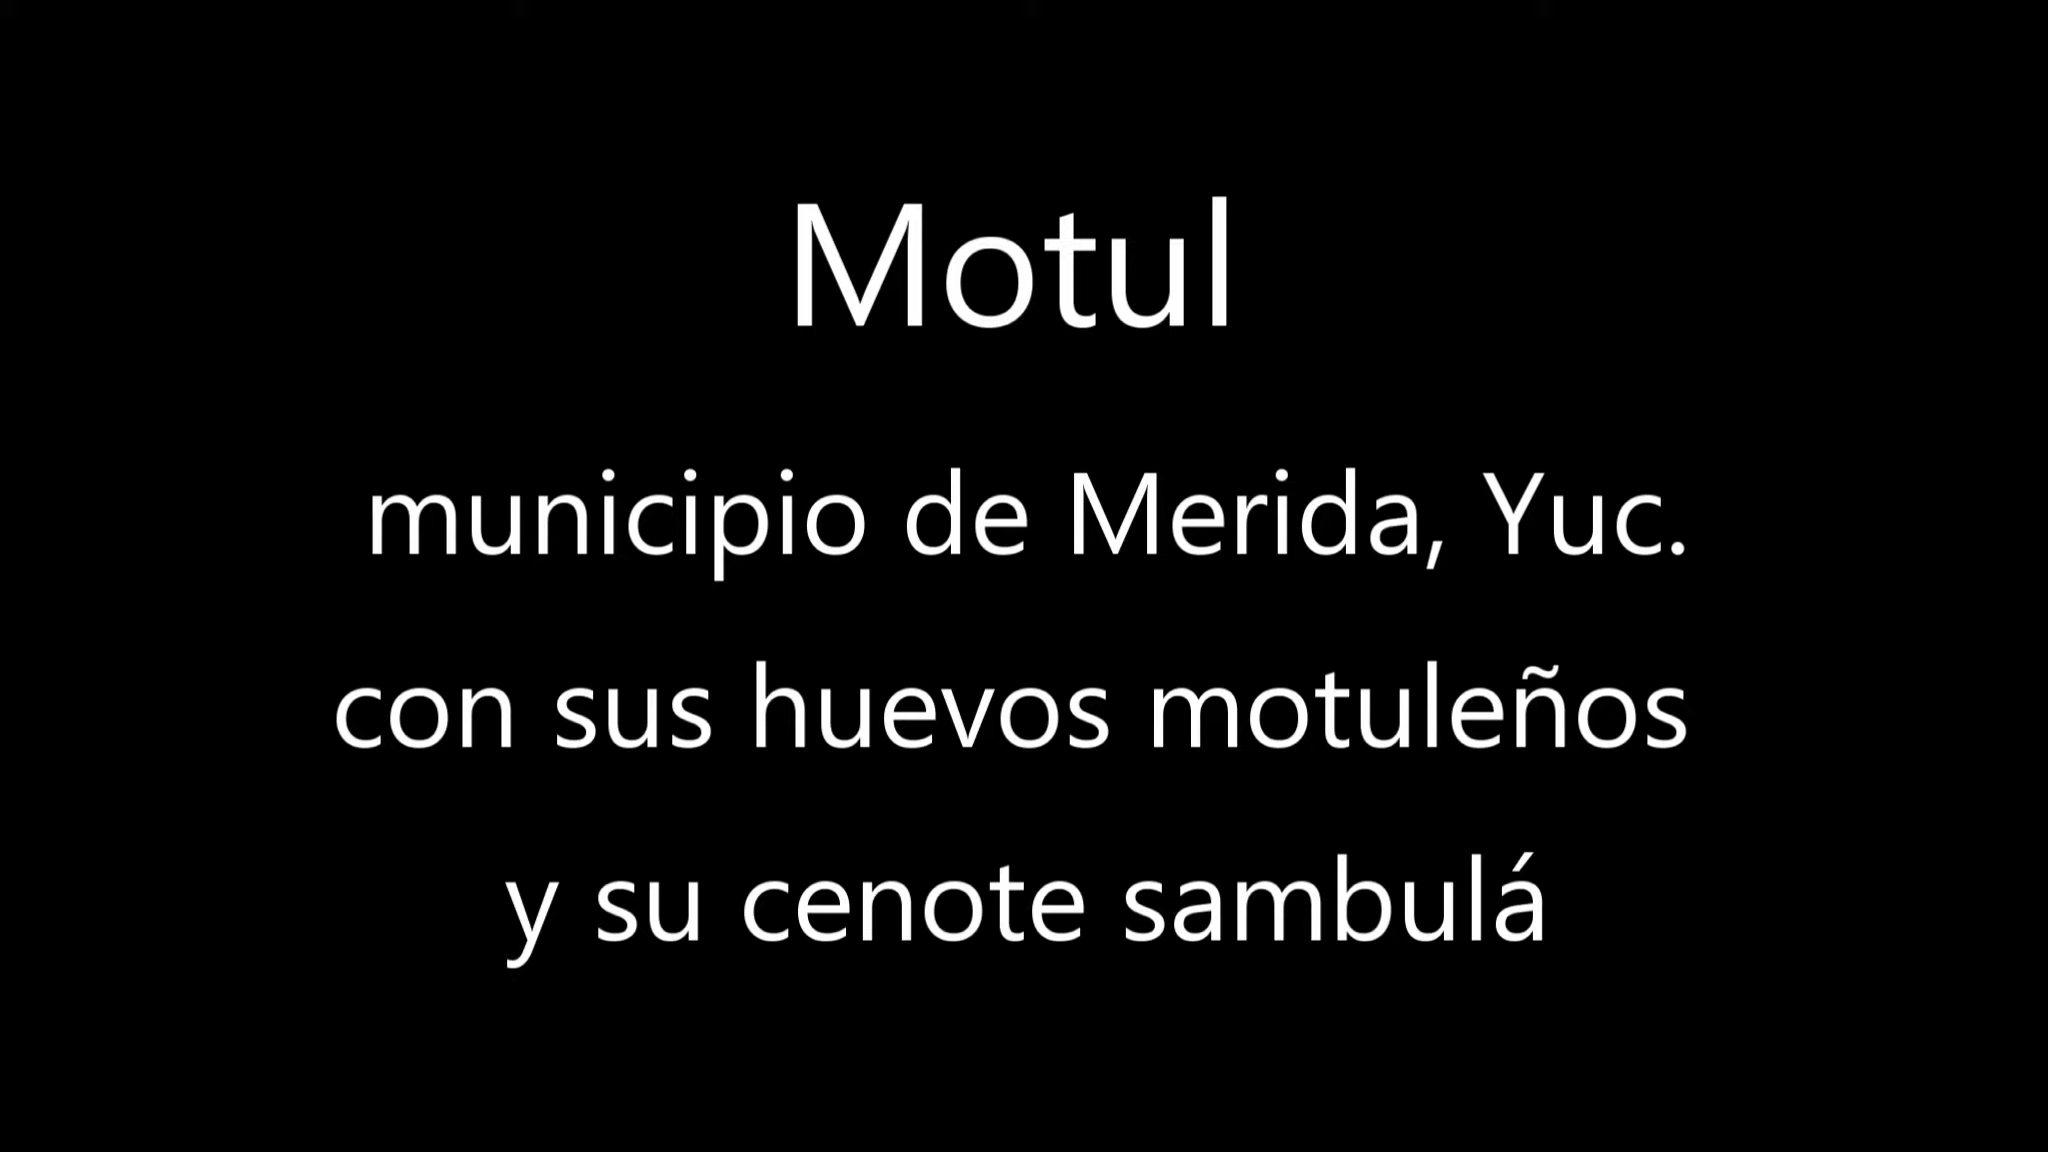 Motul
municipio de Merida, Yuc.
con sus huevos motuleños
y su cenote sambulá